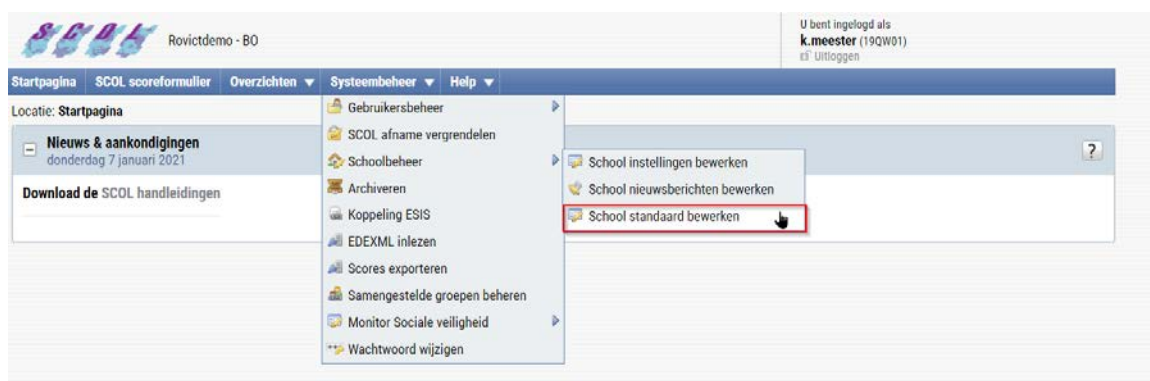 SCOL
Rovictdemo - BO
U bent ingelogd als
k.meester (19QW01)
Uitloggen
Startpagina SCOL scoreformulier Overzichten Systeembeheer Help
Locatie: Startpagina
Nieuws & aankondigingen
donderdag 7 januari 2021
?
Download de SCOL handleidingen
Gebruikersbeheer
SCOL afname vergrendelen
Schoolbeheer
Archiveren
Koppeling ESIS
EDEXML inlezen
Scores exporteren
Samengestelde groepen beheren
Monitor Sociale veiligheid
Wachtwoord wijzigen
School instellingen bewerken
School nieuwsberichten bewerken
School standaard bewerken